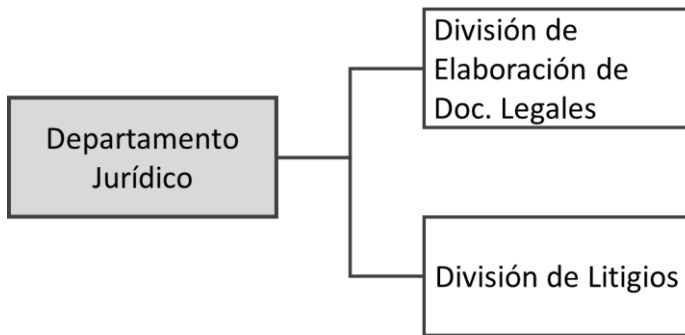 Departamento
Jurídico
División de
Elaboración de
Doc. Legales
División de Litigios